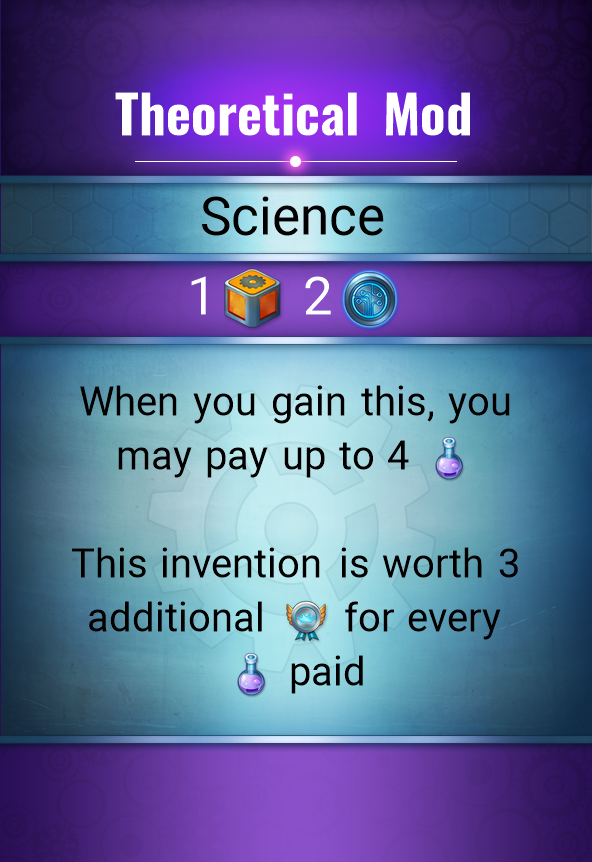 Theoretical Mod
Science
1 2
When you gain this, you
may pay up to 4
This invention is worth 3
additional for every
paid